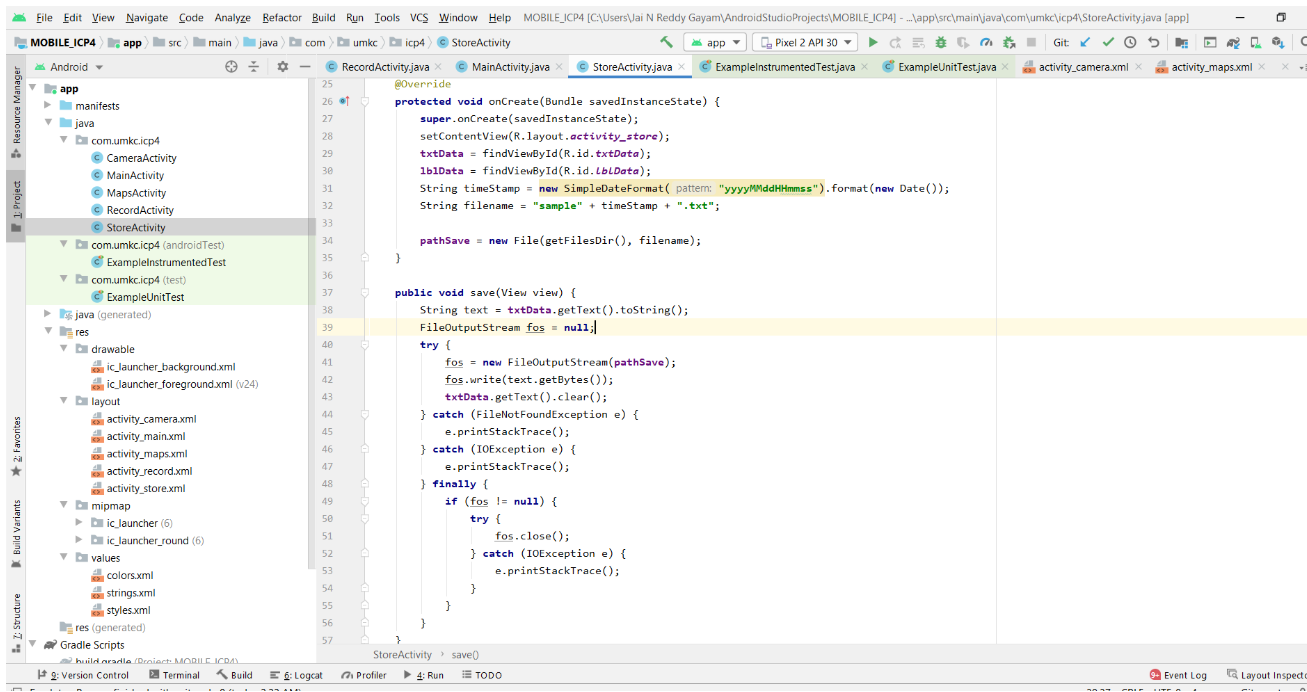 File Edit View Navigate Code Analyze Refactor Build Run Tools VCS Window Help MOBILE_ICP4 [C:\Users\Jai N Reddy Gayam\AndroidStudioProjects\MOBILE_ICP4] - ...\app\src\main\java\com\umkc\icp4\StoreActivity.java [app]
MOBILE_ICP4 app src main java com umkc icp4 StoreActivity app Pixel 2 API 30 Git:
Android RecordActivity.java MainActivity.java StoreActivity.java ExampleInstrumentedTest.java ExampleUnitTest.java activity_camera.xml activity_maps.xml
Resource Manager
1: Project
2: Favorites
Build Variants
7: Structure
app
manifests
java
com.umkc.icp4
CameraActivity
MainActivity
MapsActivity
RecordActivity
StoreActivity
com.umkc.icp4 (androidTest)
ExampleInstrumentedTest
com.umkc.icp4 (test)
ExampleUnitTest
java (generated)
res
drawable
ic_launcher_background.xml
ic_launcher_foreground.xml (v24)
layout
activity_camera.xml
activity_main.xml
activity_maps.xml
activity_record.xml
activity_store.xml
mipmap
ic_launcher (6)
ic_launcher_round (6)
values
colors.xml
strings.xml
styles.xml
res (generated)
Gradle Scripts
build.gradle (Project: MOBILE_ICP4)
25 @Override
26 protected void onCreate(Bundle savedInstanceState) {
27 super.onCreate(savedInstanceState);
28 setContentView(R.layout.activity_store);
29 txtData = findViewById(R.id.txtData);
30 lblData = findViewById(R.id.lblData);
31 String timeStamp = new SimpleDateFormat( pattern: "yyyyMMddHHmmss").format(new Date());
32 String filename = "sample" + timeStamp + ".txt";
33
34 pathSave = new File(getFilesDir(), filename);
35 }
36
37 public void save(View view) {
38 String text = txtData.getText().toString();
39 FileOutputStream fos = null;
40 try {
41 fos = new FileOutputStream(pathSave);
42 fos.write(text.getBytes());
43 txtData.getText().clear();
44 } catch (FileNotFoundException e) {
45 e.printStackTrace();
46 } catch (IOException e) {
47 e.printStackTrace();
48 } finally {
49 if (fos != null) {
50 try {
51 fos.close();
52 } catch (IOException e) {
53 e.printStackTrace();
54 }
55 }
56 }
57 }
StoreActivity save()
9: Version Control Terminal Build 6: Logcat Profiler 4: Run TODO 9+ Event Log Layout Inspecto